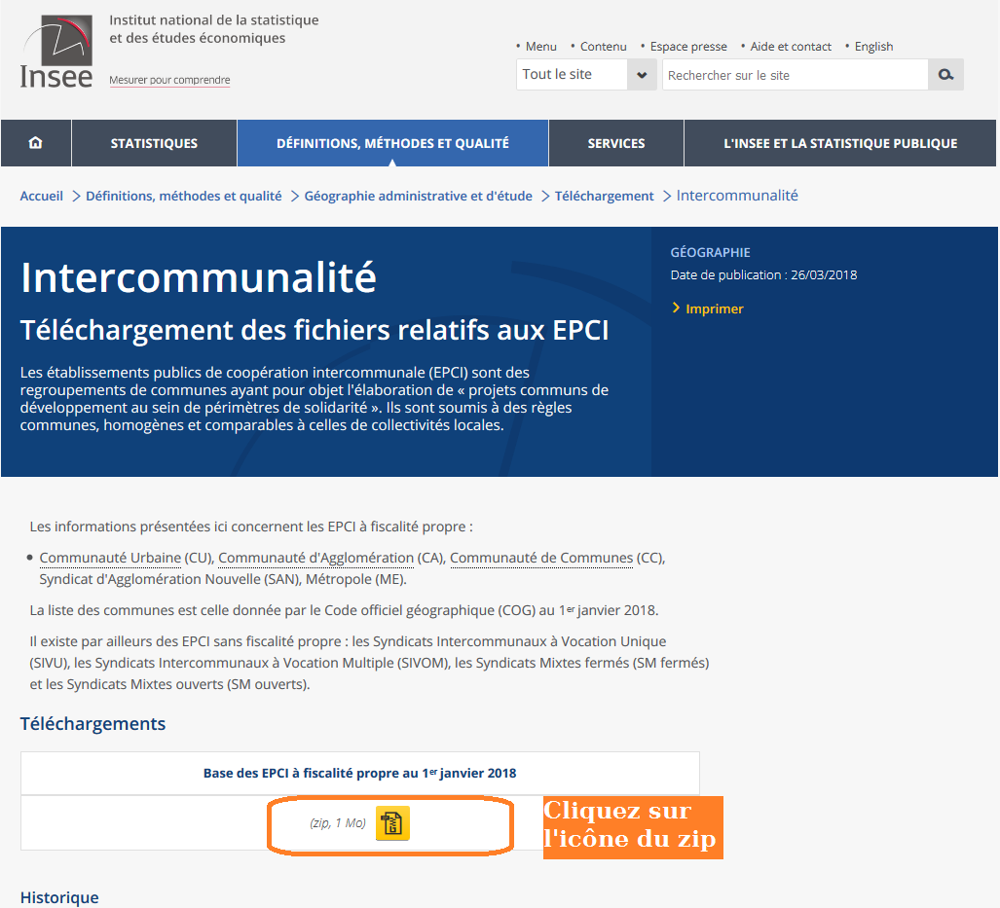 Institut national de la statistique
et des études économiques
Insee
Mesurer pour comprendre
• Menu • Contenu • Espace presse • Aide et contact • English
Tout le site
Rechercher sur le site
STATISTIQUES
DÉFINITIONS, MÉTHODES ET QUALITÉ
SERVICES
L'INSEE ET LA STATISTIQUE PUBLIQUE
Accueil > Définitions, méthodes et qualité > Géographie administrative et d'étude > Téléchargement > Intercommunalité
Intercommunalité
Téléchargement des fichiers relatifs aux EPCI
Les établissements publics de coopération intercommunale (EPCI) sont des
regroupements de communes ayant pour objet l'élaboration de « projets communs de
développement au sein de périmètres de solidarité ». Ils sont soumis à des règles
communes, homogènes et comparables à celles de collectivités locales.
GÉOGRAPHIE
Date de publication : 26/03/2018
> Imprimer
Les informations présentées ici concernent les EPCI à fiscalité propre :
• Communauté Urbaine (CU), Communauté d'Agglomération (CA), Communauté de Communes (CC),
Syndicat d'Agglomération Nouvelle (SAN), Métropole (ME).
La liste des communes est celle donnée par le Code officiel géographique (COG) au 1er janvier 2018.
Il existe par ailleurs des EPCI sans fiscalité propre : les Syndicats Intercommunaux à Vocation Unique
(SIVU), les Syndicats Intercommunaux à Vocation Multiple (SIVOM), les Syndicats Mixtes fermés (SM fermés)
et les Syndicats Mixtes ouverts (SM ouverts).
Téléchargements
Base des EPCI à fiscalité propre au 1er janvier 2018
(zip, 1 Mo)
Cliquez sur
l'icône du zip
Historique